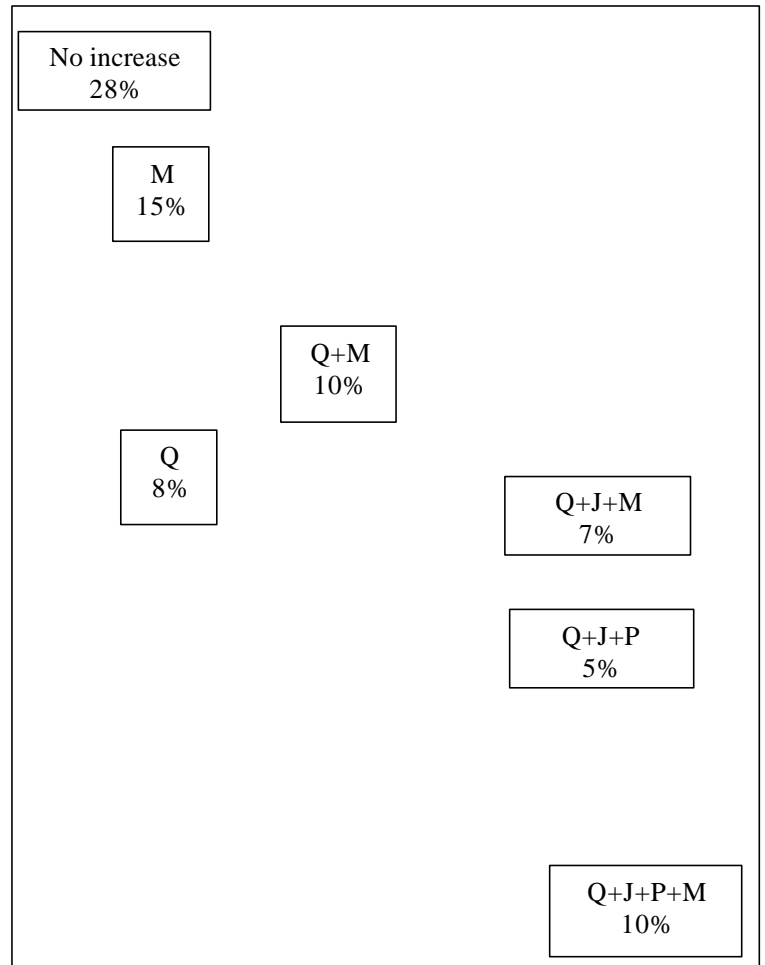 No increase
28%
M
15%
Q+M
10%
Q
8%
Q+J+M
7%
Q+J+P
5%
Q+J+P+M
10%